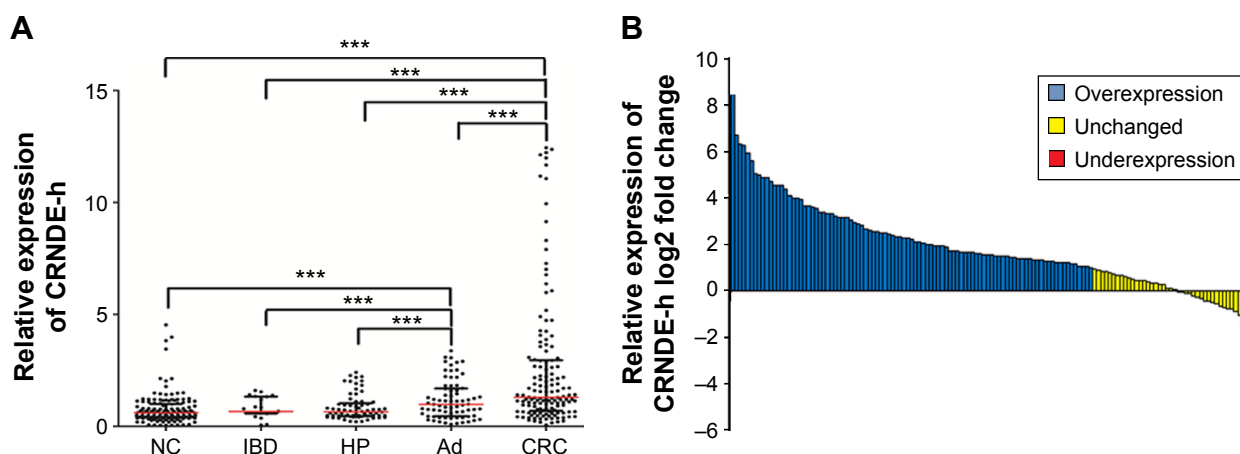 A
Relative expression
of CRNDE-h
15
10
5
0
***
***
***
***
***
***
***
NC IBD HP Ad CRC
B
Relative expression of
CRNDE-h log2 fold change
10
8
6
4
2
0
–2
–4
–6
Overexpression
Unchanged
Underexpression